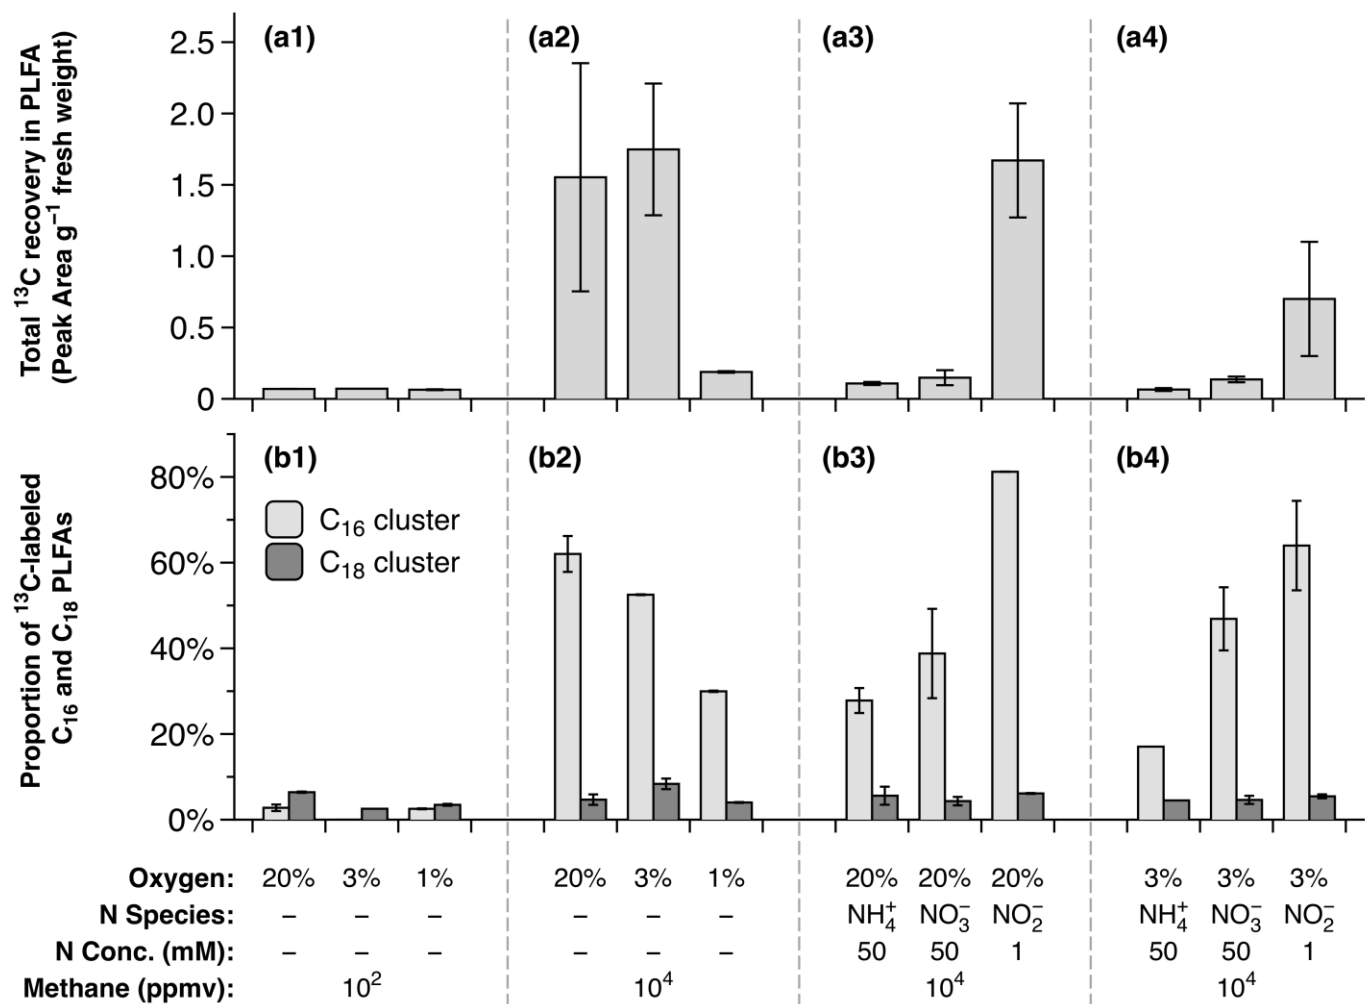 Total ¹³C recovery in PLFA
(Peak Area g⁻¹ fresh weight)
2.5
2.0
1.5
1.0
0.5
0
(a1)
(a2)
(a3)
(a4)
Proportion of ¹³C-labeled
C₁₆ and C₁₈ PLFAs
80%
60%
40%
20%
0%
(b1)
(b2)
(b3)
(b4)
C₁₆ cluster
C₁₈ cluster
Oxygen: 20% 3% 1% 20% 3% 1% 20% 20% 20% 3% 3% 3%
N Species: – – – – – – NH₄⁺ NO₃⁻ NO₂⁻ NH₄⁺ NO₃⁻ NO₂⁻
N Conc. (mM): – – – – – – 50 50 1 50 50 1
Methane (ppmv): 10² 10⁴ 10⁴ 10⁴